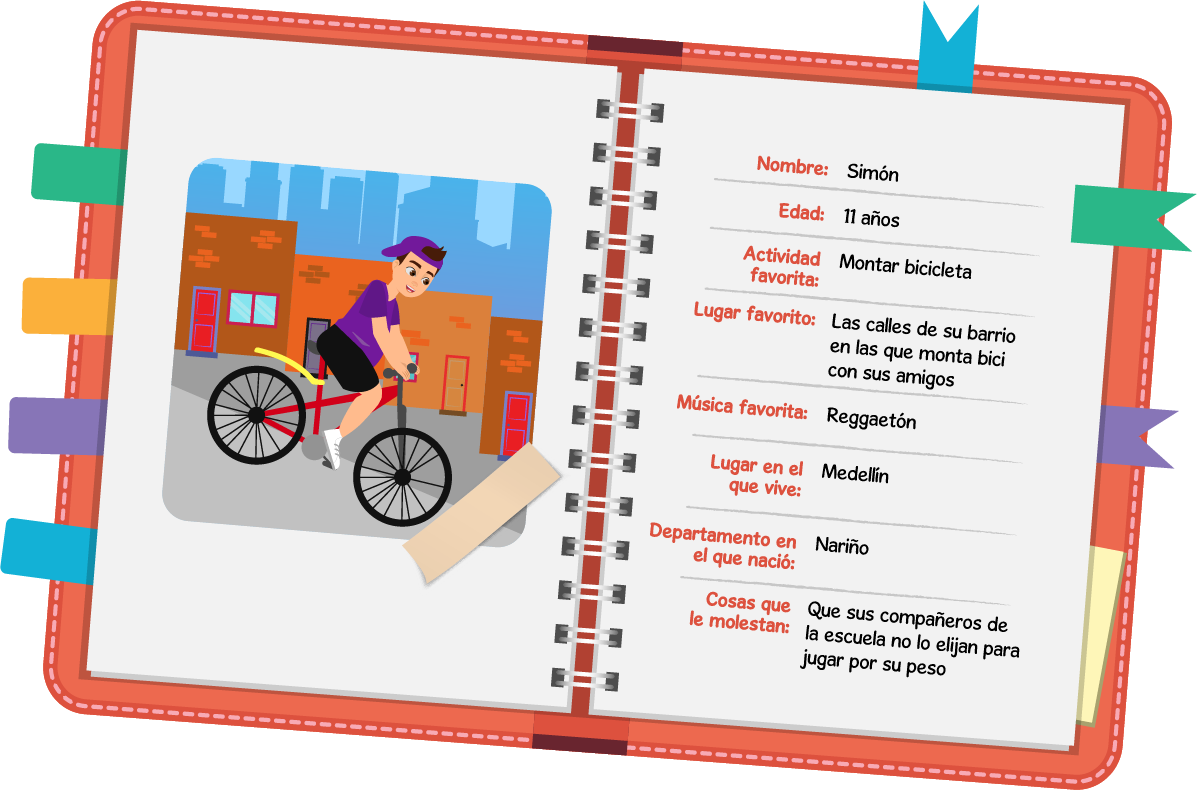 Nombre: Simón
Edad: 11 años
Actividad favorita: Montar bicicleta
Lugar favorito: Las calles de su barrio
en las que monta bici
con sus amigos
Música favorita: Reggaetón
Lugar en el
que vive: Medellín
Departamento en
el que nació: Nariño
Cosas que
le molestan: Que sus compañeros de
la escuela no lo elijan para
jugar por su peso